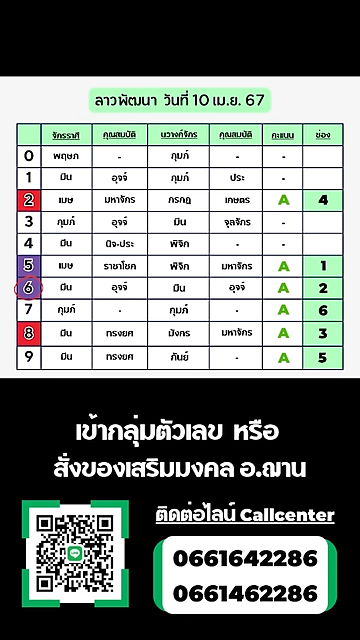 ลาวพัฒนา วันที่ 10 เม.ย. 67
จักรราศี คุณสมบัติ นวางค์จักร คุณสมบัติ คะแนน ช่อง
0 พฤษภ - กุมภ์ - -
1 มีน อุจจ์ กุมภ์ ประ -
2 เมษ มหาจักร กรกฎ เกษตร A 4
3 กุมภ์ อุจจ์ มีน จุลจักร -
4 มีน นิจ-ประ พิจิก - -
5 เมษ ราชาโชค พิจิก มหาจักร A 1
6 มีน อุจจ์ มีน อุจจ์ A 2
7 กุมภ์ - กุมภ์ - A 6
8 มีน ทรงยศ มังกร มหาจักร A 3
9 มีน ทรงยศ กันย์ - A 5
เข้ากลุ่มตัวเลข หรือ
สั่งของเสริมมงคล อ.ฌาน
ติดต่อไลน์ Callcenter
0661642286
0661462286